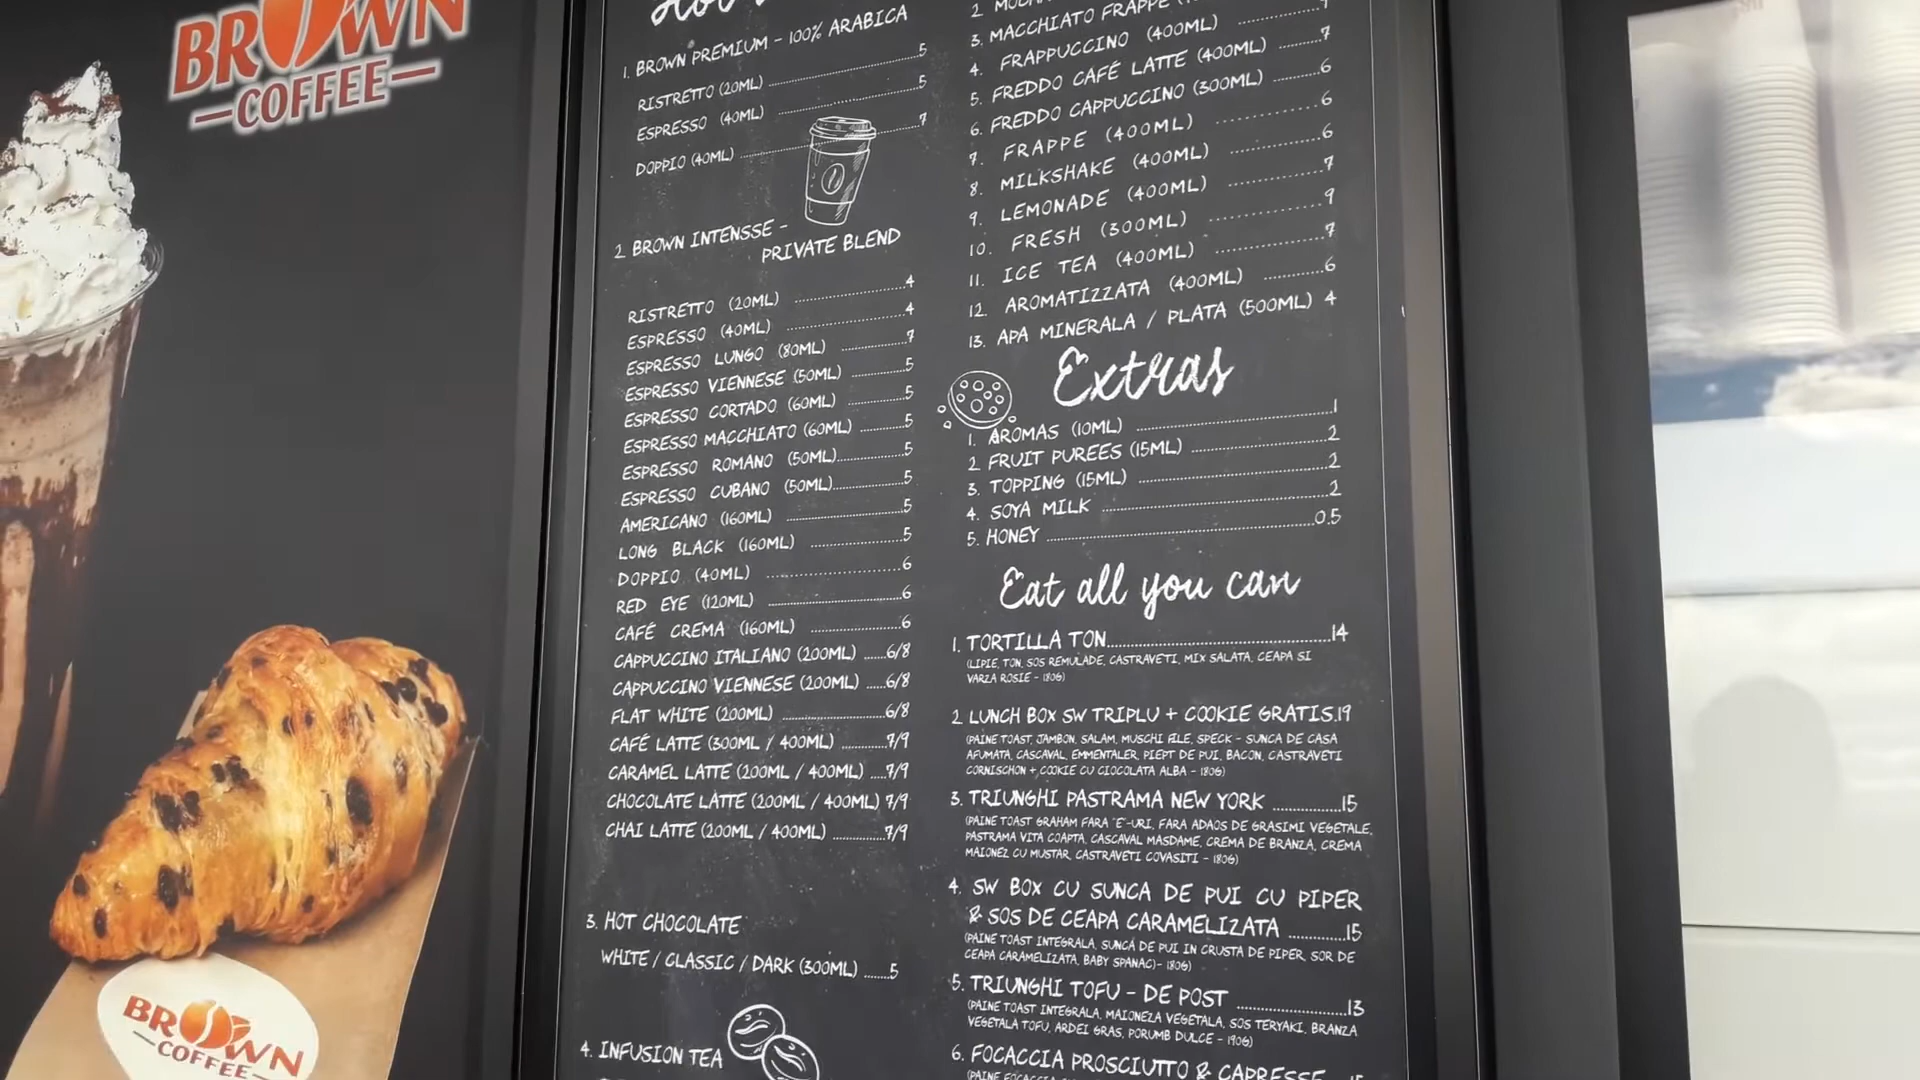 BROWN
COFFEE
1. BROWN PREMIUM - 100% ARABICA
RISTRETTO (20ML) 5
ESPRESSO (40ML) 5
DOPPIO (40ML) 7
2 BROWN INTENSSE -
PRIVATE BLEND
RISTRETTO (20ML) 4
ESPRESSO (40ML) 4
ESPRESSO LUNGO (80ML) 7
ESPRESSO VIENNESE (50ML) 5
ESPRESSO CORTADO (60ML) 5
ESPRESSO MACCHIATO (60ML) 5
ESPRESSO ROMANO (50ML) 5
ESPRESSO CUBANO (50ML) 5
AMERICANO (160ML) 5
LONG BLACK (160ML) 5
DOPPIO (40ML) 6
RED EYE (120ML) 6
CAFÉ CREMA (160ML) 6
CAPPUCCINO ITALIANO (200ML) 6/8
CAPPUCCINO VIENNESE (200ML) 6/8
FLAT WHITE (200ML) 6/8
CAFÉ LATTE (300ML / 400ML) 7/9
CARAMEL LATTE (200ML / 400ML) 7/9
CHOCOLATE LATTE (200ML / 400ML) 7/9
CHAI LATTE (200ML / 400ML) 7/9
3. HOT CHOCOLATE
WHITE / CLASSIC / DARK (300ML) 5
4. INFUSION TEA
3. MACCHIATO FRAPPE
4. FRAPPUCCINO (400ML) 7
5. FREDDO CAFÉ LATTE (400ML) 7
6. FREDDO CAPPUCCINO (300ML) 6
7. FRAPPE (400ML) 6
8. MILKSHAKE (400ML) 6
9. LEMONADE (400ML) 7
10. FRESH (300ML) 9
11. ICE TEA (400ML) 7
12. AROMATIZZATA (400ML) 6
13. APA MINERALA / PLATA (500ML) 4
Extras
1. AROMAS (10ML) 1
2 FRUIT PUREES (15ML) 2
3. TOPPING (15ML) 2
4. SOYA MILK 2
5. HONEY 0.5
Eat all you can
1. TORTILLA TON 14
(LIPIE, TON, SOS REMULADE, CASTRAVETI, MIX SALATA, CEAPA SI
VARZA ROSIE - 180G)
2 LUNCH BOX SW TRIPLU + COOKIE GRATIS.19
(PAINE TOAST, JAMBON, SALAM, MUSCHI FILE, SPECK - SUNCA DE CASA
AFUMATA, CASCAVAL, EMMENTALER, PIEPT DE PUI, BACON, CASTRAVETI
CORNISCHON + COOKIE CU CIOCOLATA ALBA - 180G)
3. TRIUNGHI PASTRAMA NEW YORK 15
(PAINE TOAST GRAHAM FARA "E"-URI, FARA ADAOS DE GRASIMI VEGETALE,
PASTRAMA VITA COAPTA, CASCAVAL MASDAME, CREMA DE BRANZA, CREMA
MAIONEZ CU MUSTAR, CASTRAVETI COVASITI - 180G)
4. SW BOX CU SUNCA DE PUI CU PIPER
& SOS DE CEAPA CARAMELIZATA 15
(PAINE TOAST INTEGRALA, SUNCĂ DE PUI IN CRUSTA DE PIPER, SOR DE
CEAPA CARAMELIZATA, BABY SPANAC)- 180G)
5. TRIUNGHI TOFU - DE POST 13
(PAINE TOAST INTEGRALA, MAIONEZA VEGETALA, SOS TERYAKI, BRANZA
VEGETALA TOFU, ARDEI GRAS, PORUMB DULCE - 190G)
6. FOCACCIA PROSCIUTTO & CAPRESSE
BROWN
COFFEE